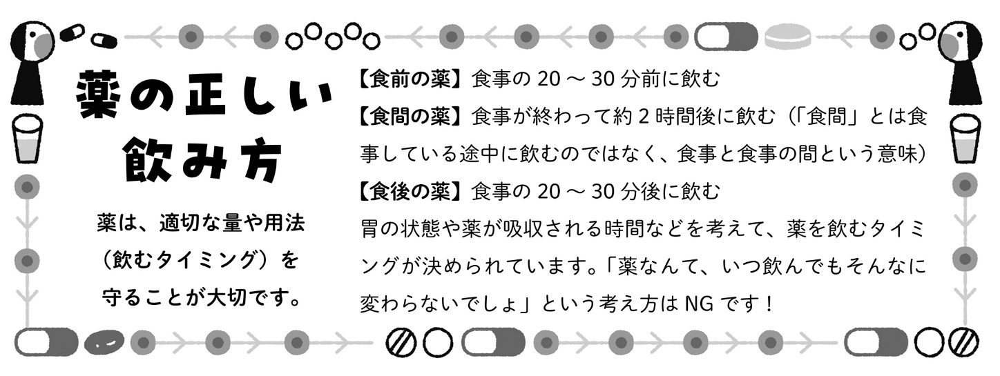 薬の正しい
飲み方
薬は、適切な量や用法
(飲むタイミング)を
守ることが大切です。
【食前の薬】食事の 20 ～ 30 分前に飲む
【食間の薬】食事が終わって約 2 時間後に飲む(「食間」とは食
事している途中に飲むのではなく、食事と食事の間という意味)
【食後の薬】食事の 20 ～ 30 分後に飲む
胃の状態や薬が吸収される時間などを考えて、薬を飲むタイミ
ングが決められています。「薬なんて、いつ飲んでもそんなに
変わらないでしょ」という考え方は NG です！